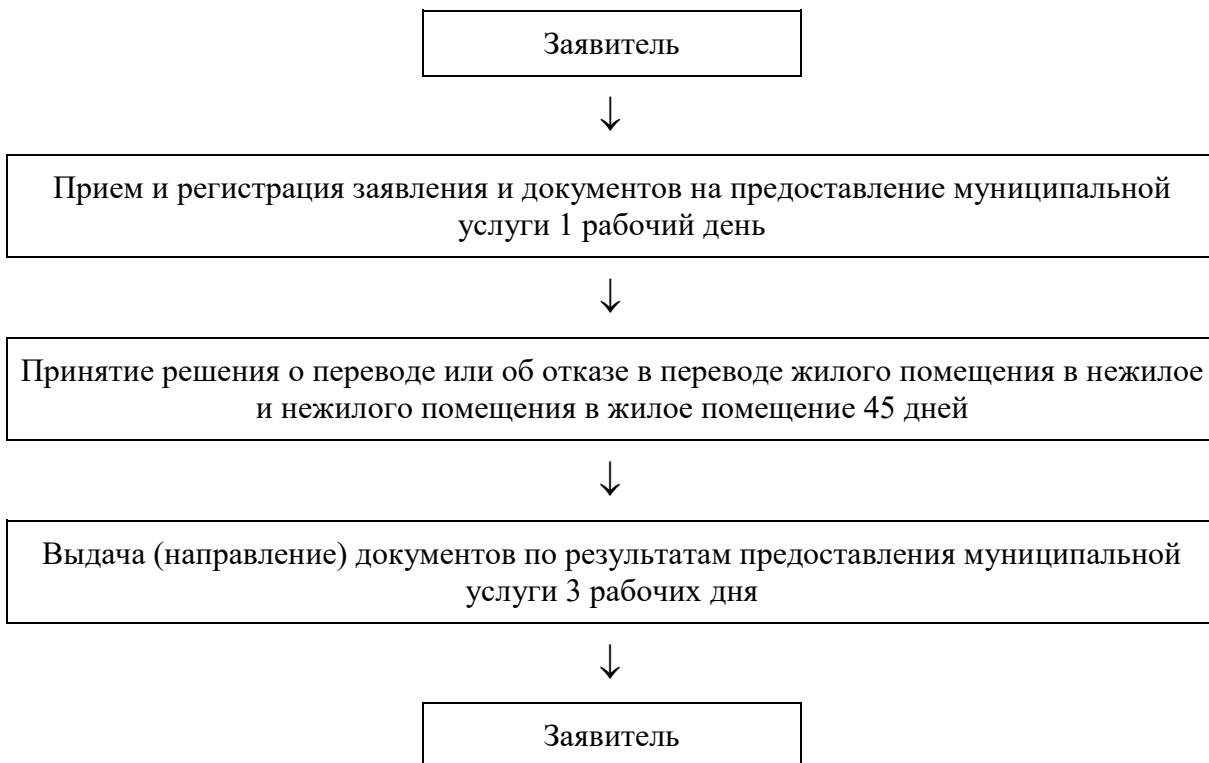 Заявитель
↓
Прием и регистрация заявления и документов на предоставление муниципальной
услуги 1 рабочий день
↓
Принятие решения о переводе или об отказе в переводе жилого помещения в нежилое
и нежилого помещения в жилое помещение 45 дней
↓
Выдача (направление) документов по результатам предоставления муниципальной
услуги 3 рабочих дня
↓
Заявитель